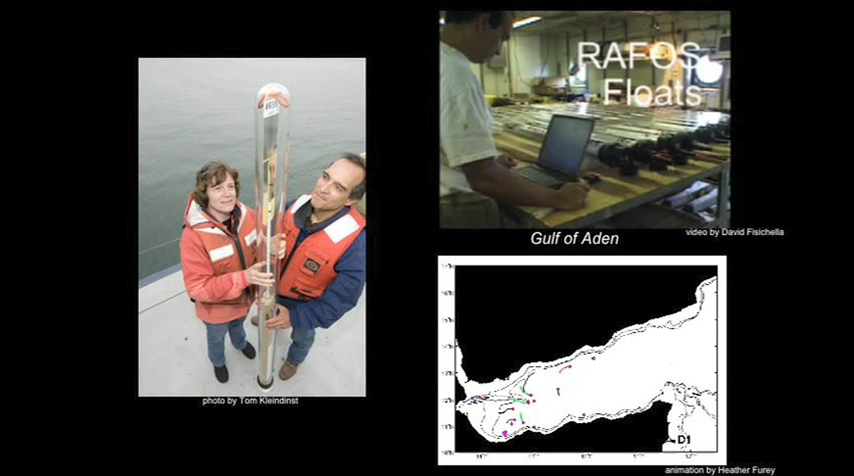 RAFOS
Floats
video by David Fisichella
Gulf of Aden
photo by Tom Kleindinst
D1
animation by Heather Furey